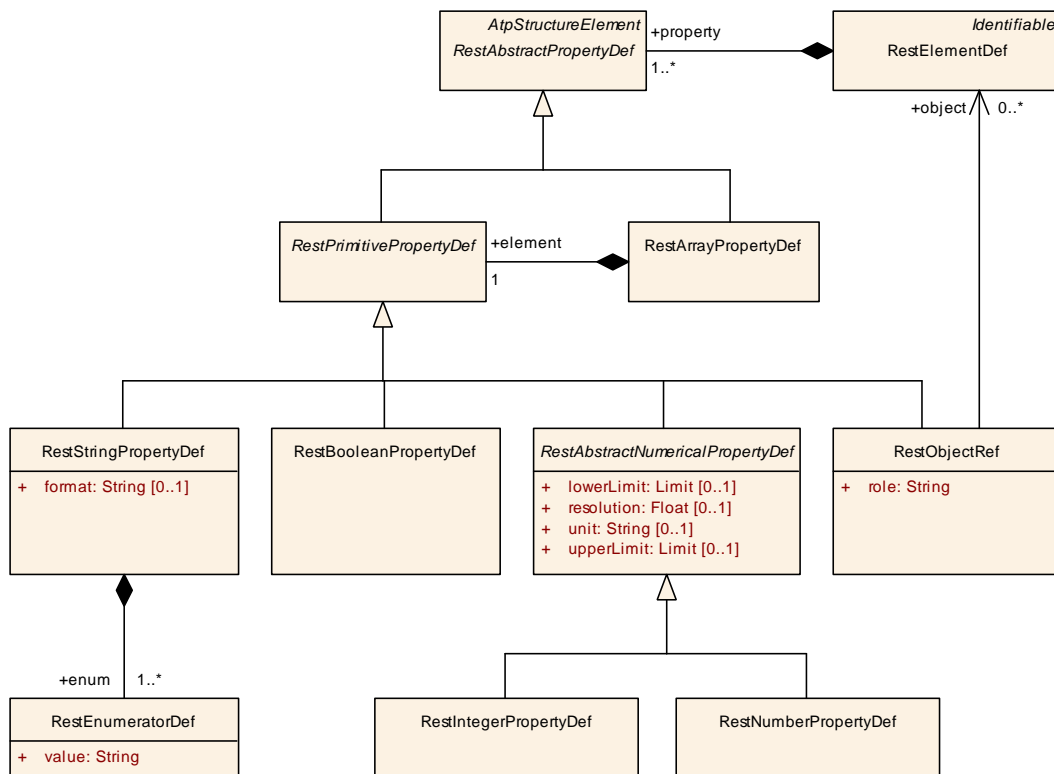 AtpStructureElement
RestAbstractPropertyDef
+property
1..*
Identifiable
RestElementDef
+object
0..*
RestPrimitivePropertyDef
+element
1
RestArrayPropertyDef
RestStringPropertyDef
+ format: String [0..1]
RestBooleanPropertyDef
RestAbstractNumericalPropertyDef
+ lowerLimit: Limit [0..1]
+ resolution: Float [0..1]
+ unit: String [0..1]
+ upperLimit: Limit [0..1]
RestObjectRef
+ role: String
+enum
1..*
RestEnumeratorDef
+ value: String
RestIntegerPropertyDef
RestNumberPropertyDef